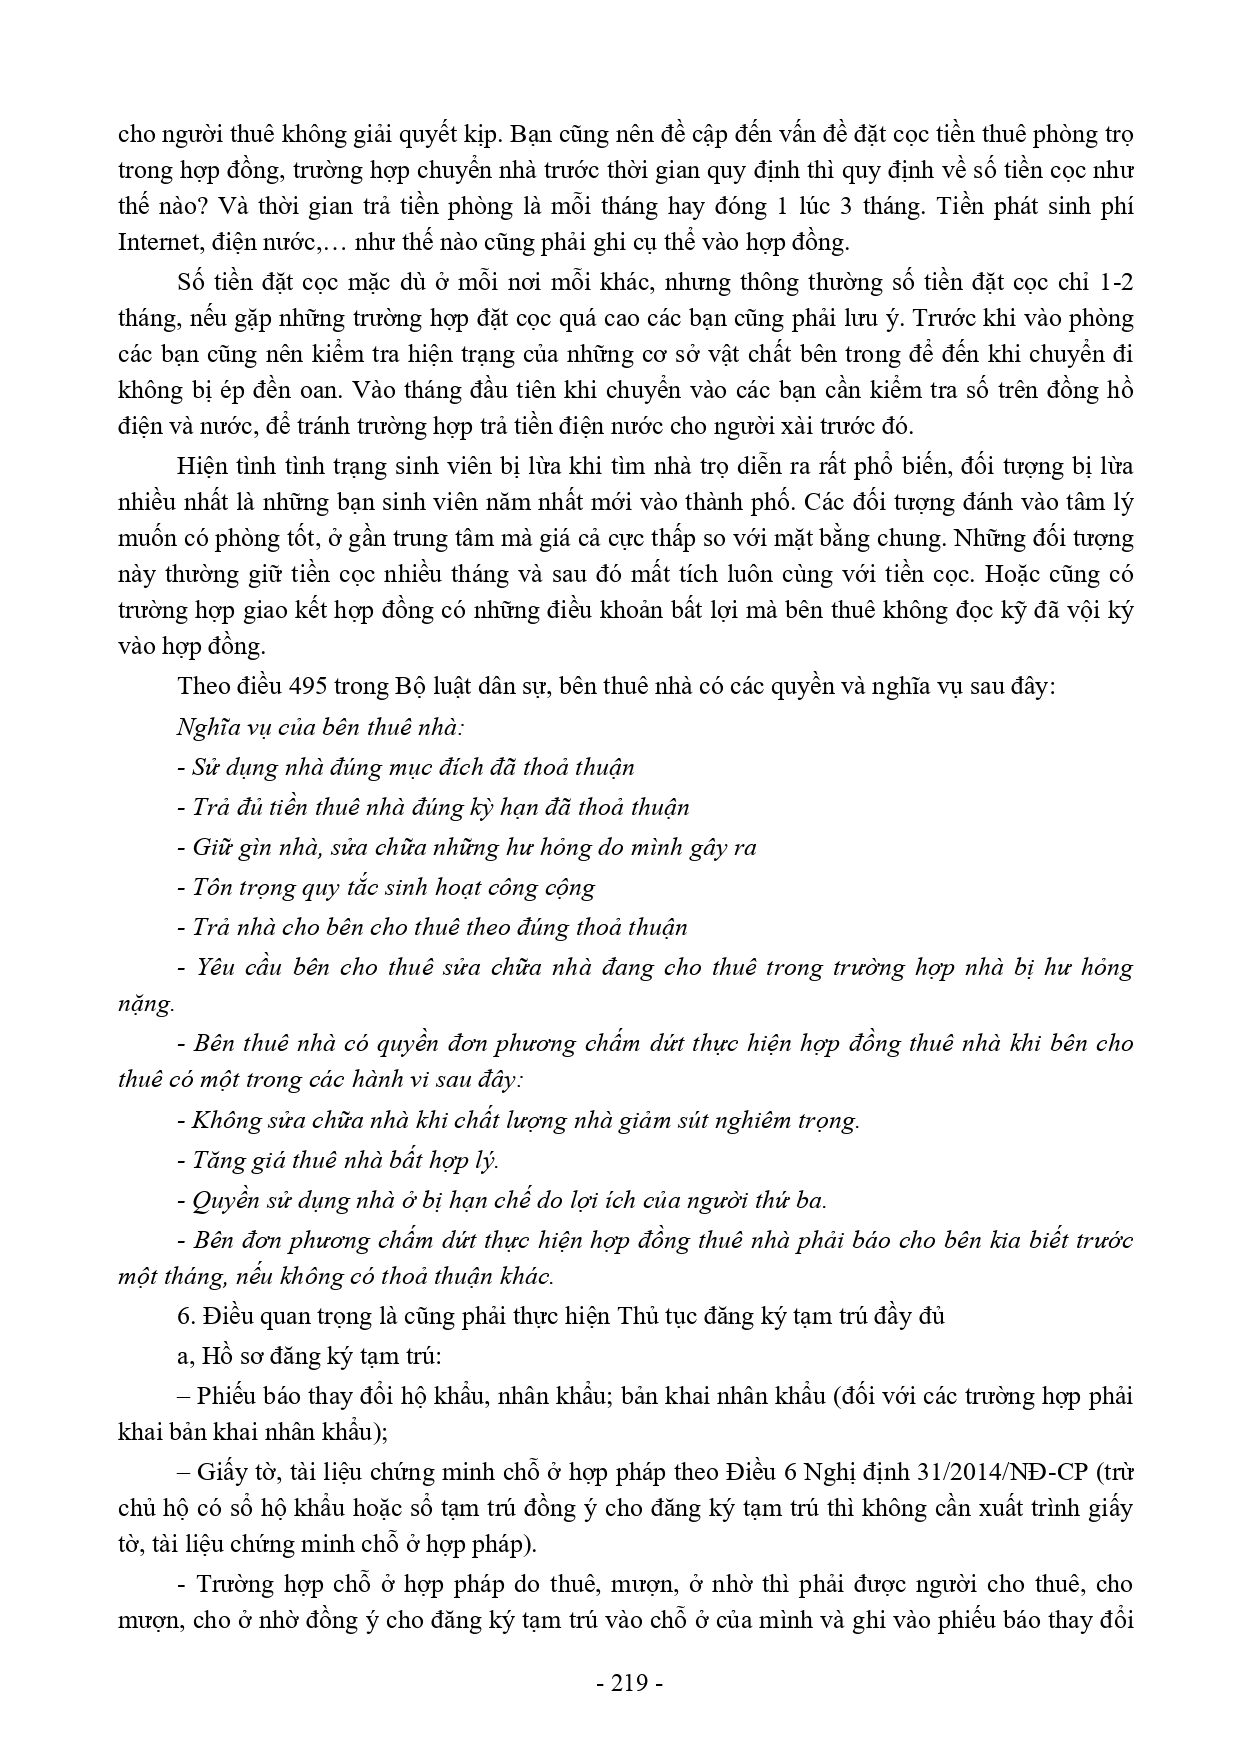 cho người thuê không giải quyết kịp. Bạn cũng nên đề cập đến vấn đề đặt cọc tiền thuê phòng trọ
trong hợp đồng, trường hợp chuyển nhà trước thời gian quy định thì quy định về số tiền cọc như
thế nào? Và thời gian trả tiền phòng là mỗi tháng hay đóng 1 lúc 3 tháng. Tiền phát sinh phí
Internet, điện nước,… như thế nào cũng phải ghi cụ thể vào hợp đồng.
Số tiền đặt cọc mặc dù ở mỗi nơi mỗi khác, nhưng thông thường số tiền đặt cọc chỉ 1-2
tháng, nếu gặp những trường hợp đặt cọc quá cao các bạn cũng phải lưu ý. Trước khi vào phòng
các bạn cũng nên kiểm tra hiện trạng của những cơ sở vật chất bên trong để đến khi chuyển đi
không bị ép đền oan. Vào tháng đầu tiên khi chuyển vào các bạn cần kiểm tra số trên đồng hồ
điện và nước, để tránh trường hợp trả tiền điện nước cho người xài trước đó.
Hiện tình tình trạng sinh viên bị lừa khi tìm nhà trọ diễn ra rất phổ biến, đối tượng bị lừa
nhiều nhất là những bạn sinh viên năm nhất mới vào thành phố. Các đối tượng đánh vào tâm lý
muốn có phòng tốt, ở gần trung tâm mà giá cả cực thấp so với mặt bằng chung. Những đối tượng
này thường giữ tiền cọc nhiều tháng và sau đó mất tích luôn cùng với tiền cọc. Hoặc cũng có
trường hợp giao kết hợp đồng có những điều khoản bất lợi mà bên thuê không đọc kỹ đã vội ký
vào hợp đồng.
Theo điều 495 trong Bộ luật dân sự, bên thuê nhà có các quyền và nghĩa vụ sau đây:
Nghĩa vụ của bên thuê nhà:
- Sử dụng nhà đúng mục đích đã thoả thuận
- Trả đủ tiền thuê nhà đúng kỳ hạn đã thoả thuận
- Giữ gìn nhà, sửa chữa những hư hỏng do mình gây ra
- Tôn trọng quy tắc sinh hoạt công cộng
- Trả nhà cho bên cho thuê theo đúng thoả thuận
- Yêu cầu bên cho thuê sửa chữa nhà đang cho thuê trong trường hợp nhà bị hư hỏng
nặng.
- Bên thuê nhà có quyền đơn phương chấm dứt thực hiện hợp đồng thuê nhà khi bên cho
thuê có một trong các hành vi sau đây:
- Không sửa chữa nhà khi chất lượng nhà giảm sút nghiêm trọng.
- Tăng giá thuê nhà bất hợp lý.
- Quyền sử dụng nhà ở bị hạn chế do lợi ích của người thứ ba.
- Bên đơn phương chấm dứt thực hiện hợp đồng thuê nhà phải báo cho bên kia biết trước
một tháng, nếu không có thoả thuận khác.
6. Điều quan trọng là cũng phải thực hiện Thủ tục đăng ký tạm trú đầy đủ
a, Hồ sơ đăng ký tạm trú:
– Phiếu báo thay đổi hộ khẩu, nhân khẩu; bản khai nhân khẩu (đối với các trường hợp phải
khai bản khai nhân khẩu);
– Giấy tờ, tài liệu chứng minh chỗ ở hợp pháp theo Điều 6 Nghị định 31/2014/NĐ-CP (trừ
chủ hộ có sổ hộ khẩu hoặc sổ tạm trú đồng ý cho đăng ký tạm trú thì không cần xuất trình giấy
tờ, tài liệu chứng minh chỗ ở hợp pháp).
- Trường hợp chỗ ở hợp pháp do thuê, mượn, ở nhờ thì phải được người cho thuê, cho
mượn, cho ở nhờ đồng ý cho đăng ký tạm trú vào chỗ ở của mình và ghi vào phiếu báo thay đổi
- 219 -